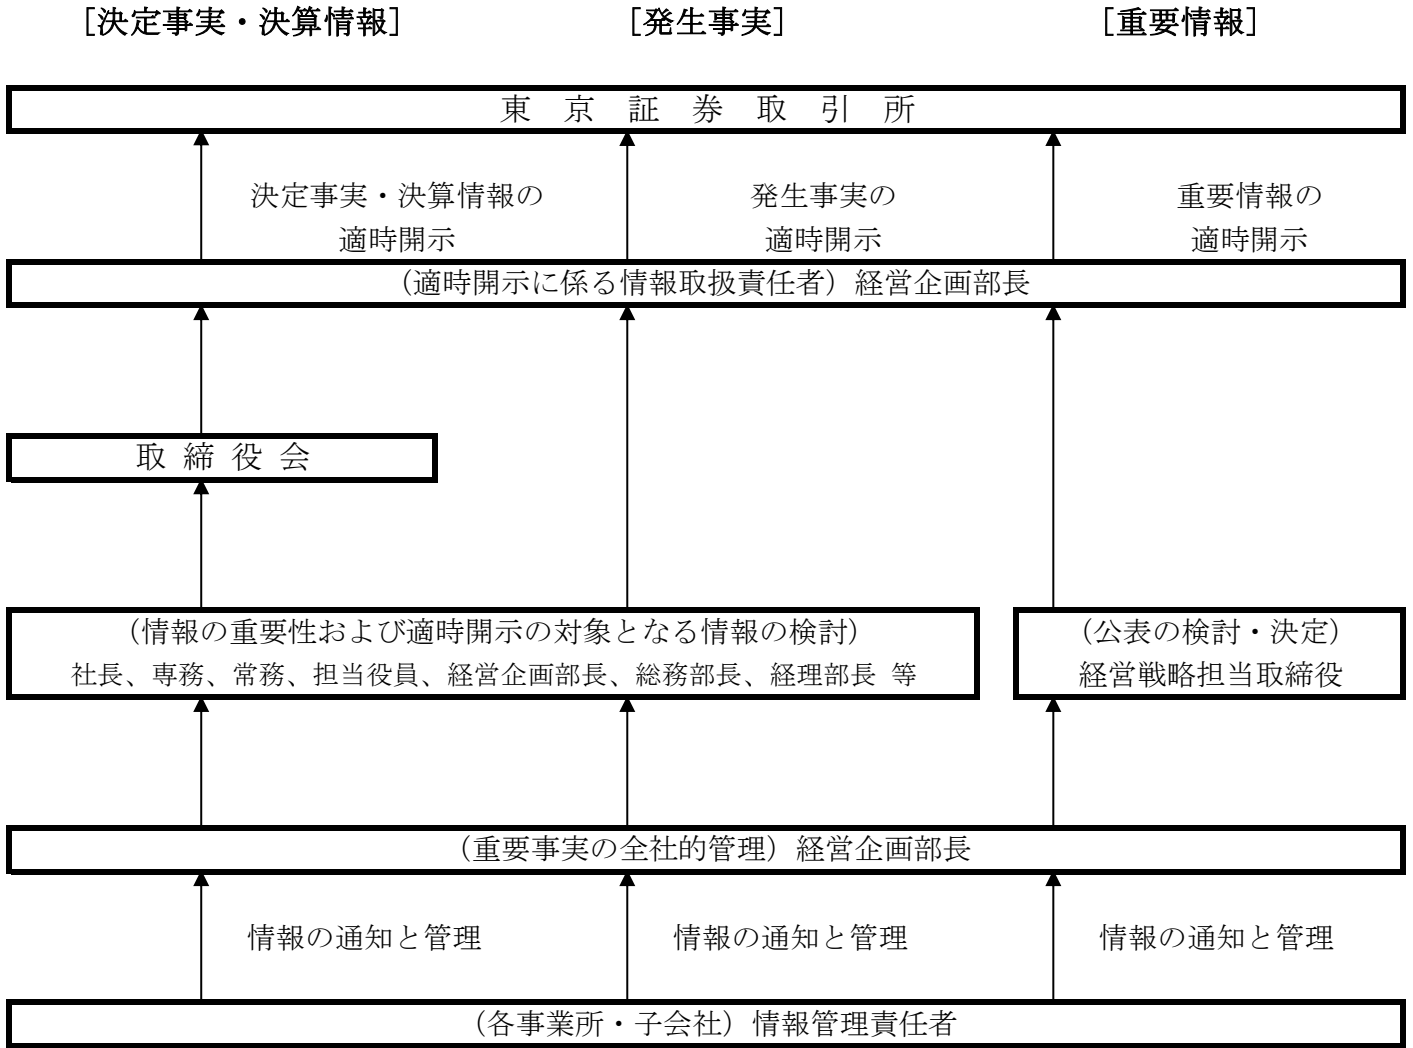 [決定事実・決算情報] [発生事実] [重要情報]
東 京 証 券 取 引 所
決定事実・決算情報の 発生事実の 重要情報の
適時開示 適時開示 適時開示
（適時開示に係る情報取扱責任者）経営企画部長
取 締 役 会
（情報の重要性および適時開示の対象となる情報の検討） （公表の検討・決定）
社長、専務、常務、担当役員、経営企画部長、総務部長、経理部長 等 経営戦略担当取締役
（重要事実の全社的管理）経営企画部長
情報の通知と管理 情報の通知と管理 情報の通知と管理
（各事業所・子会社）情報管理責任者